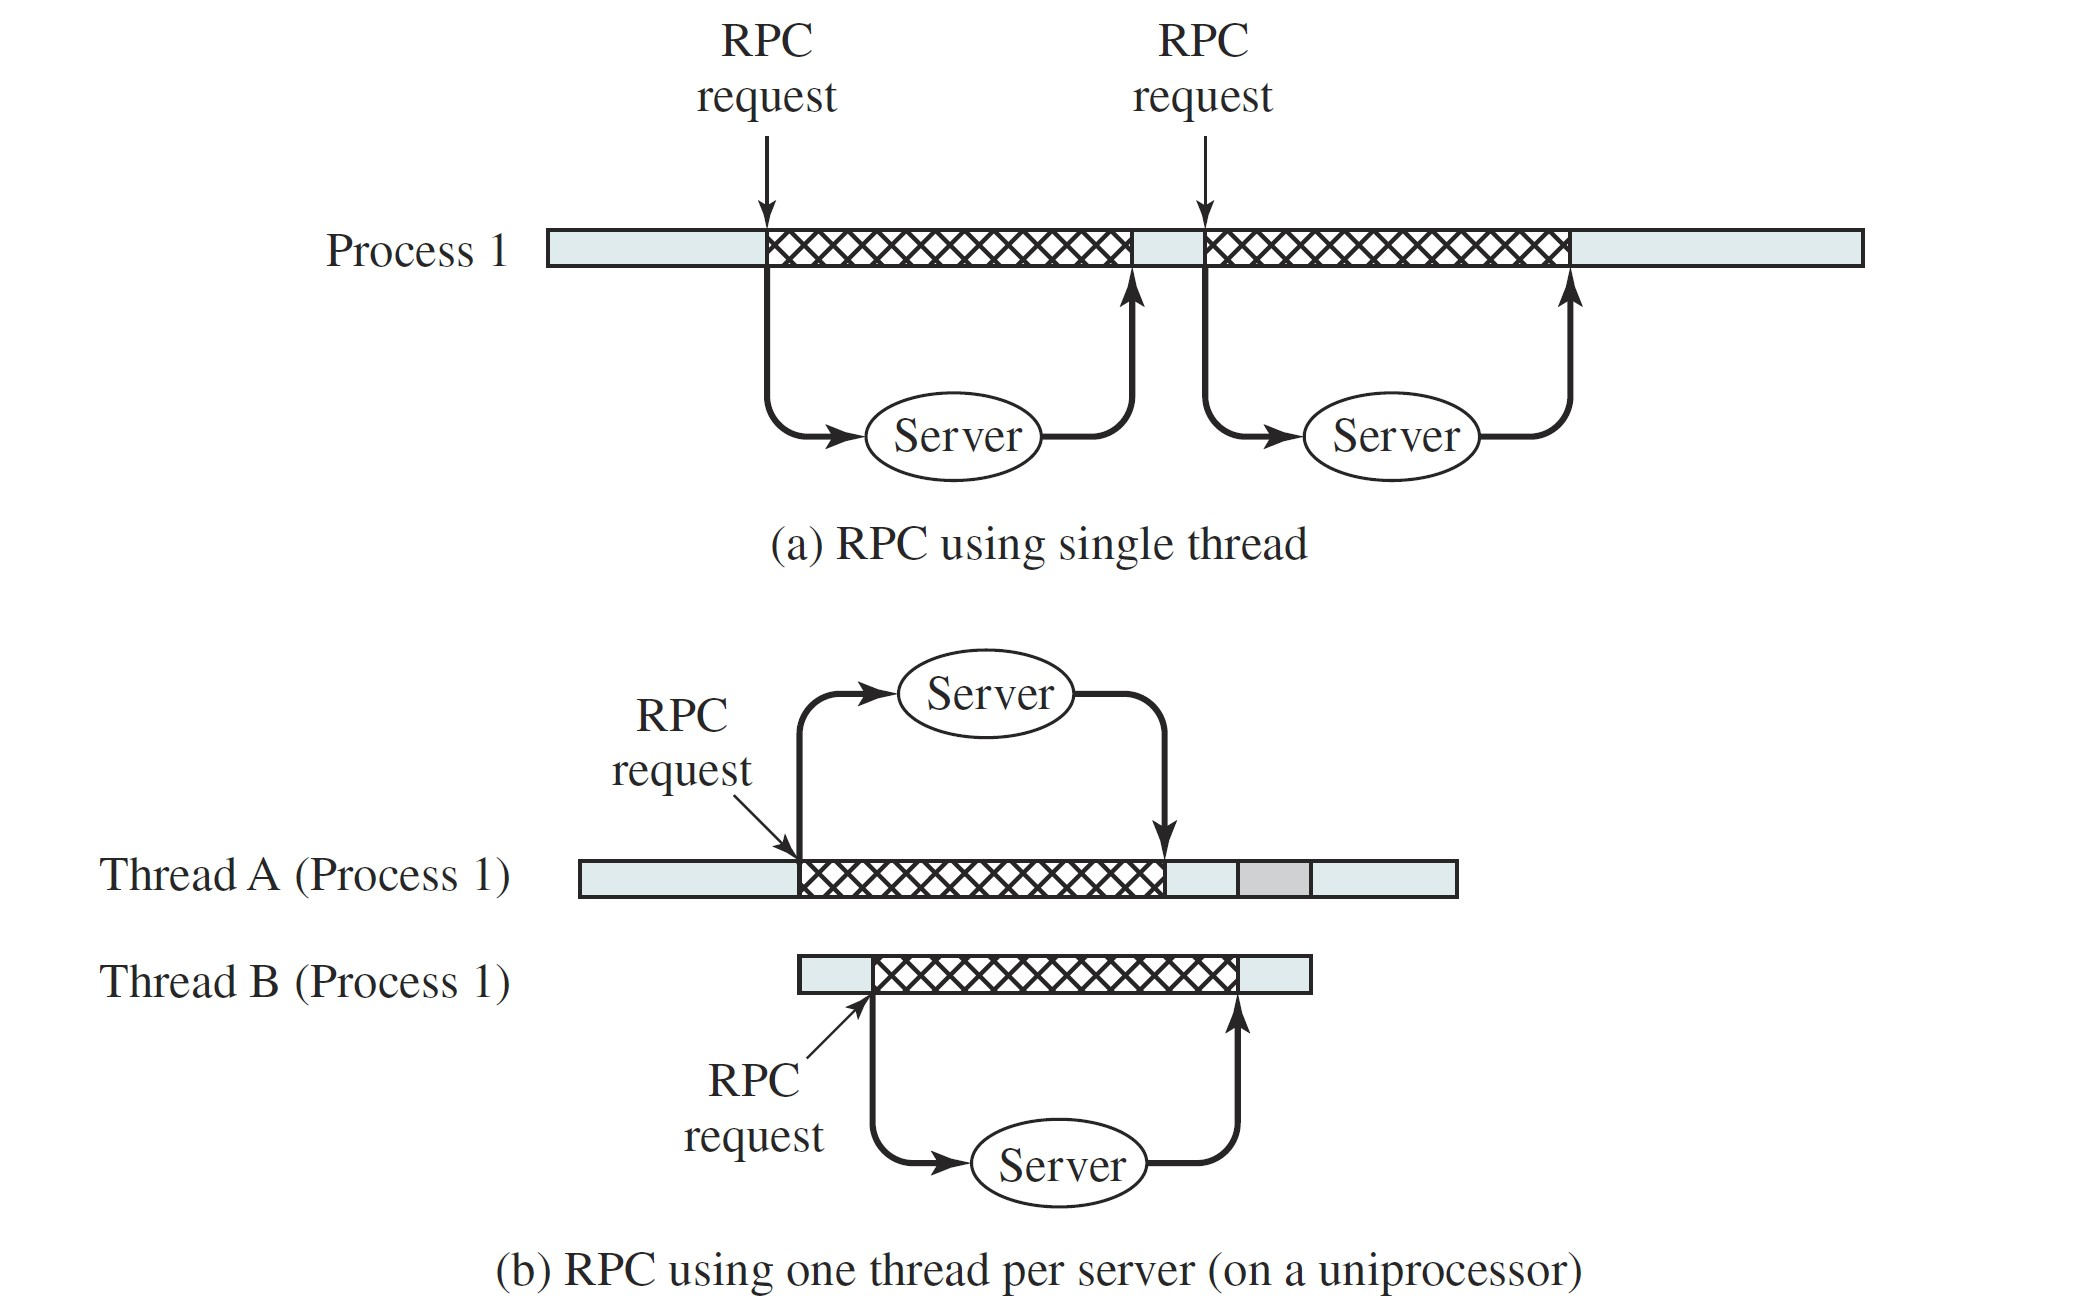 RPC
request
RPC
request
Process 1
Server
Server
(a) RPC using single thread
Server
RPC
request
Thread A (Process 1)
Thread B (Process 1)
RPC
request
Server
(b) RPC using one thread per server (on a uniprocessor)